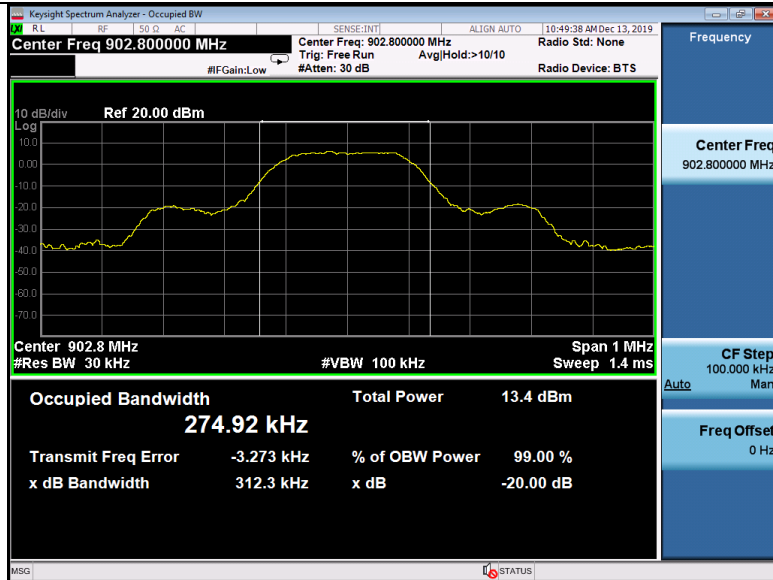 Keysight Spectrum Analyzer - Occupied BW
LXI RL RF 50 Ω AC SENSE:INT ALIGN AUTO 10:49:38 AM Dec 13, 2019
Center Freq 902.800000 MHz
Center Freq: 902.800000 MHz Radio Std: None
Trig: Free Run Avg|Hold:>10/10
#IFGain:Low #Atten: 30 dB Radio Device: BTS
Frequency
10 dB/div Ref 20.00 dBm
Log
10.0
0.00
-10.0
-20.0
-30.0
-40.0
-50.0
-60.0
-70.0
Center 902.8 MHz Span 1 MHz
#Res BW 30 kHz #VBW 100 kHz Sweep 1.4 ms
Center Freq
902.800000 MHz
CF Step
100.000 kHz
Auto Man
Freq Offset
0 Hz
Occupied Bandwidth Total Power 13.4 dBm
274.92 kHz
Transmit Freq Error -3.273 kHz % of OBW Power 99.00 %
x dB Bandwidth 312.3 kHz x dB -20.00 dB
MSG STATUS